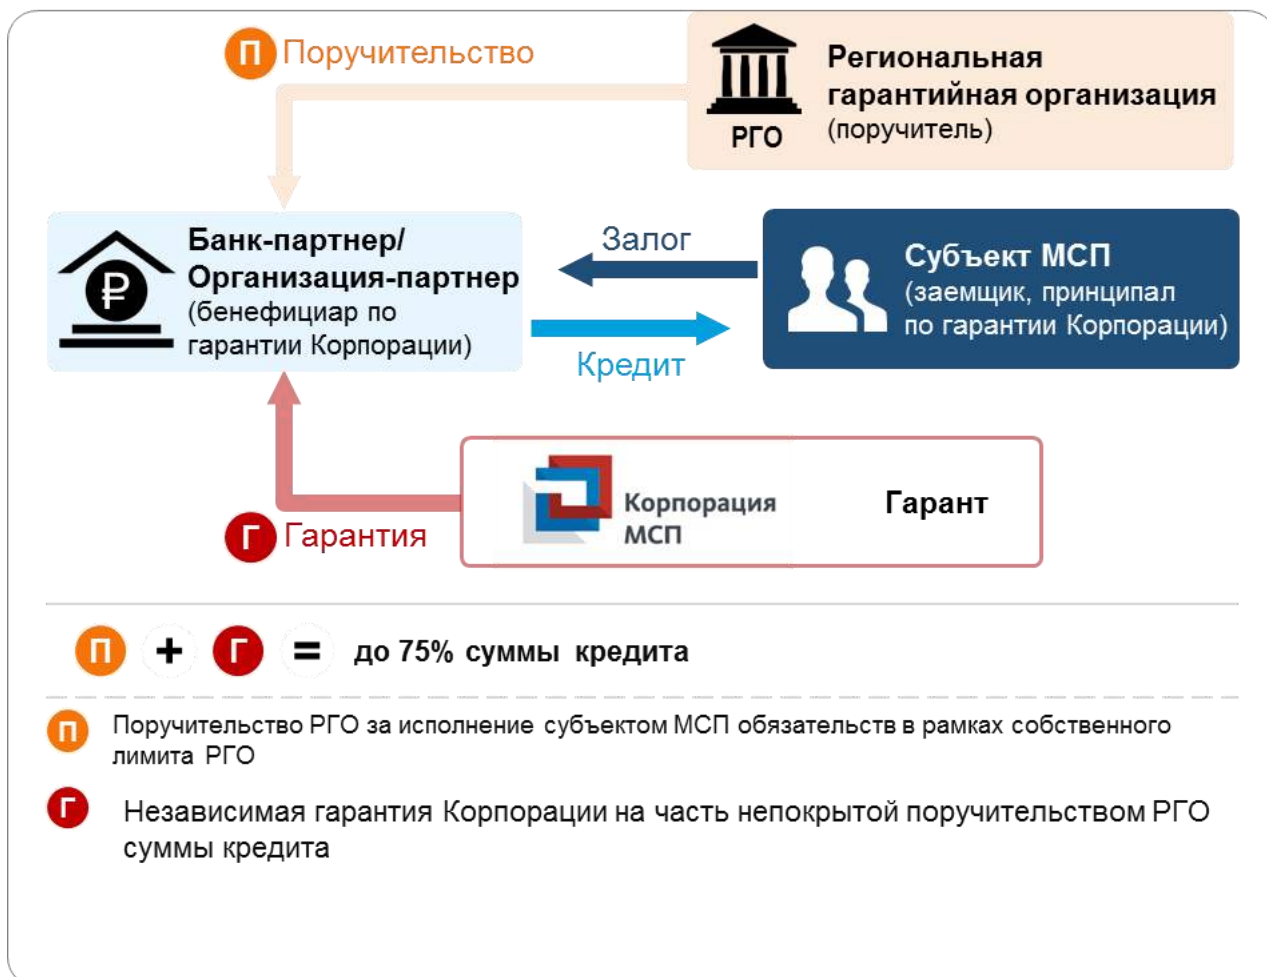 П Поручительство
РГО
Региональная
гарантийная организация
(поручитель)
₽
Банк-партнер/
Организация-партнер
(бенефициар по
гарантии Корпорации)
Залог
Кредит
Субъект МСП
(заемщик, принципал
по гарантии Корпорации)
Г Гарантия
Корпорация
МСП
Гарант
П + Г = до 75% суммы кредита
П Поручительство РГО за исполнение субъектом МСП обязательств в рамках собственного
лимита РГО
Г Независимая гарантия Корпорации на часть непокрытой поручительством РГО
суммы кредита